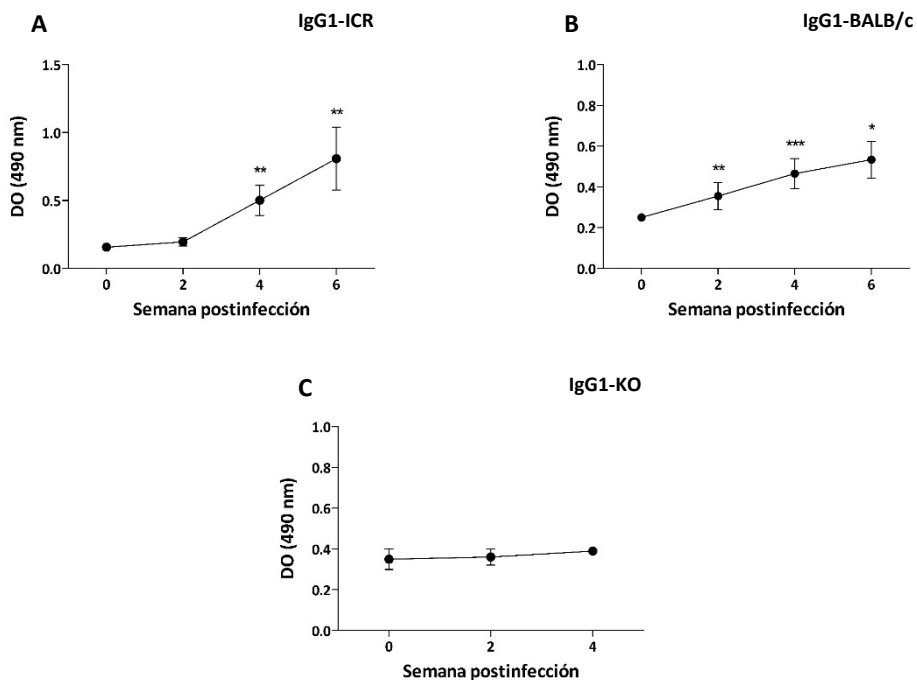 A
IgG1-ICR
DO (490 nm)
1.5
1.0
0.5
0.0
**
**
0 2 4 6
Semana postinfección
B
IgG1-BALB/c
DO (490 nm)
1.0
0.8
0.6
0.4
0.2
0.0
**
***
*
0 2 4 6
Semana postinfección
C
IgG1-KO
DO (490 nm)
1.0
0.8
0.6
0.4
0.2
0.0
0 2 4
Semana postinfección